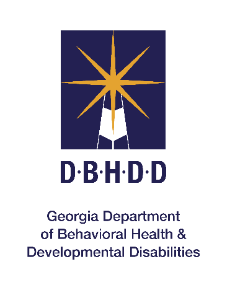 D·B·H·D·D
Georgia Department
of Behavioral Health &
Developmental Disabilities